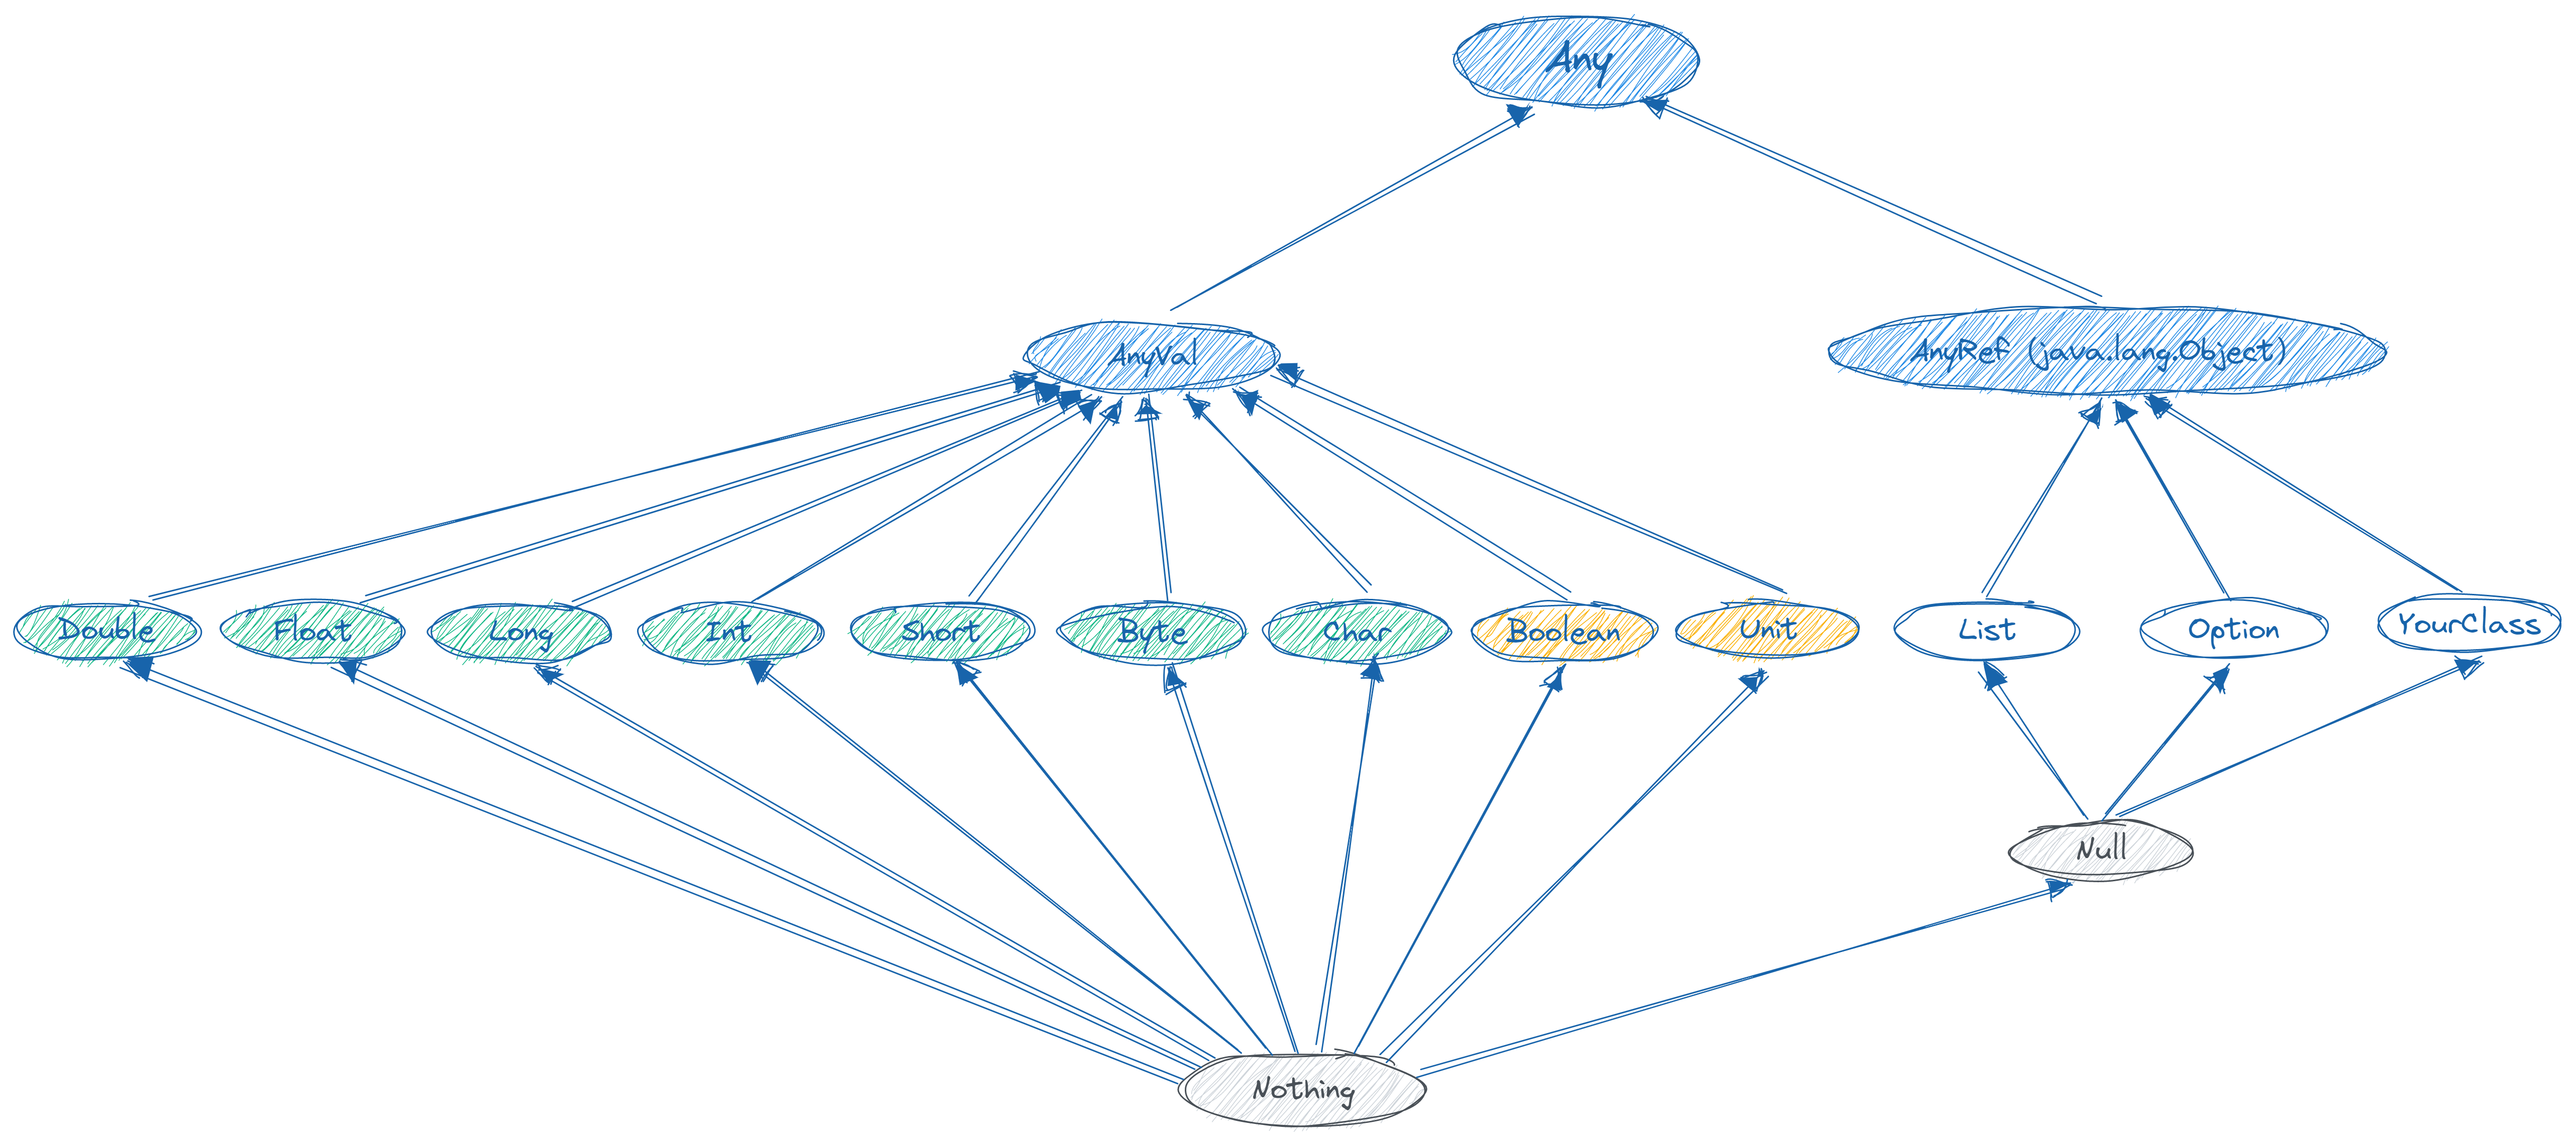 Any
AnyVal
AnyRef (java.lang.Object)
Double
Float
Long
Int
Short
Byte
Char
Boolean
Unit
List
Option
YourClass
Null
Nothing